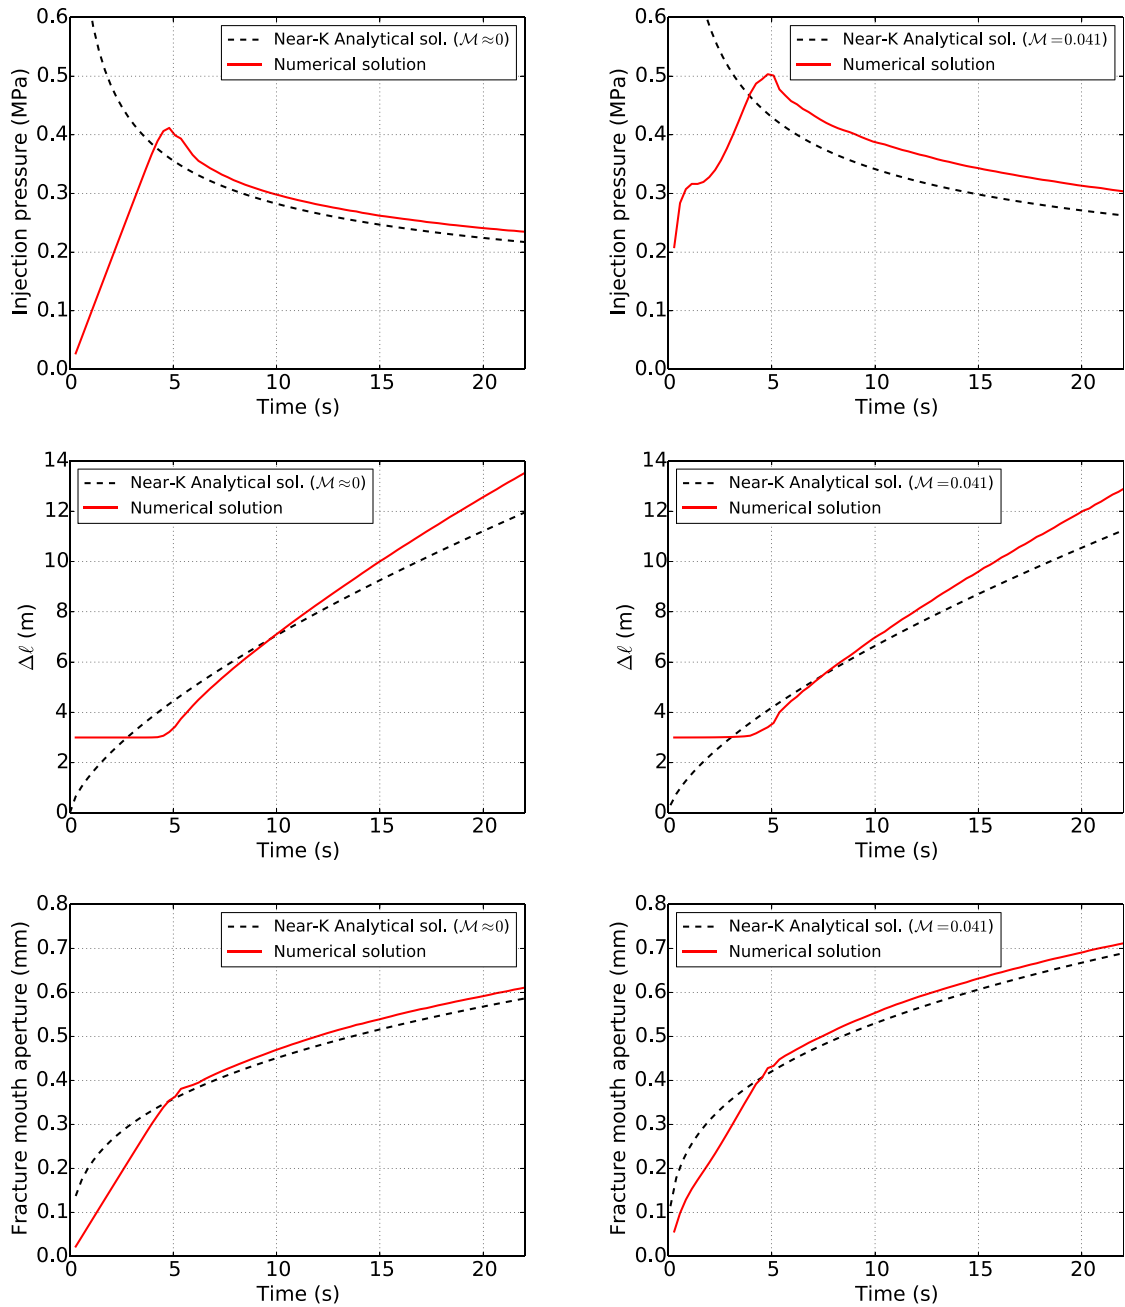 Injection pressure (MPa)
0.6
0.5
0.4
0.3
0.2
0.1
0.0
Near-K Analytical sol. (ℳ≈0)
Numerical solution
0 5 10 15 20
Time (s)
Injection pressure (MPa)
0.6
0.5
0.4
0.3
0.2
0.1
0.0
Near-K Analytical sol. (ℳ=0.041)
Numerical solution
0 5 10 15 20
Time (s)
Δℓ (m)
14
12
10
8
6
4
2
0
Near-K Analytical sol. (ℳ≈0)
Numerical solution
0 5 10 15 20
Time (s)
Δℓ (m)
14
12
10
8
6
4
2
0
Near-K Analytical sol. (ℳ=0.041)
Numerical solution
0 5 10 15 20
Time (s)
Fracture mouth aperture (mm)
0.8
0.7
0.6
0.5
0.4
0.3
0.2
0.1
0.0
Near-K Analytical sol. (ℳ≈0)
Numerical solution
0 5 10 15 20
Time (s)
Fracture mouth aperture (mm)
0.8
0.7
0.6
0.5
0.4
0.3
0.2
0.1
0.0
Near-K Analytical sol. (ℳ=0.041)
Numerical solution
0 5 10 15 20
Time (s)